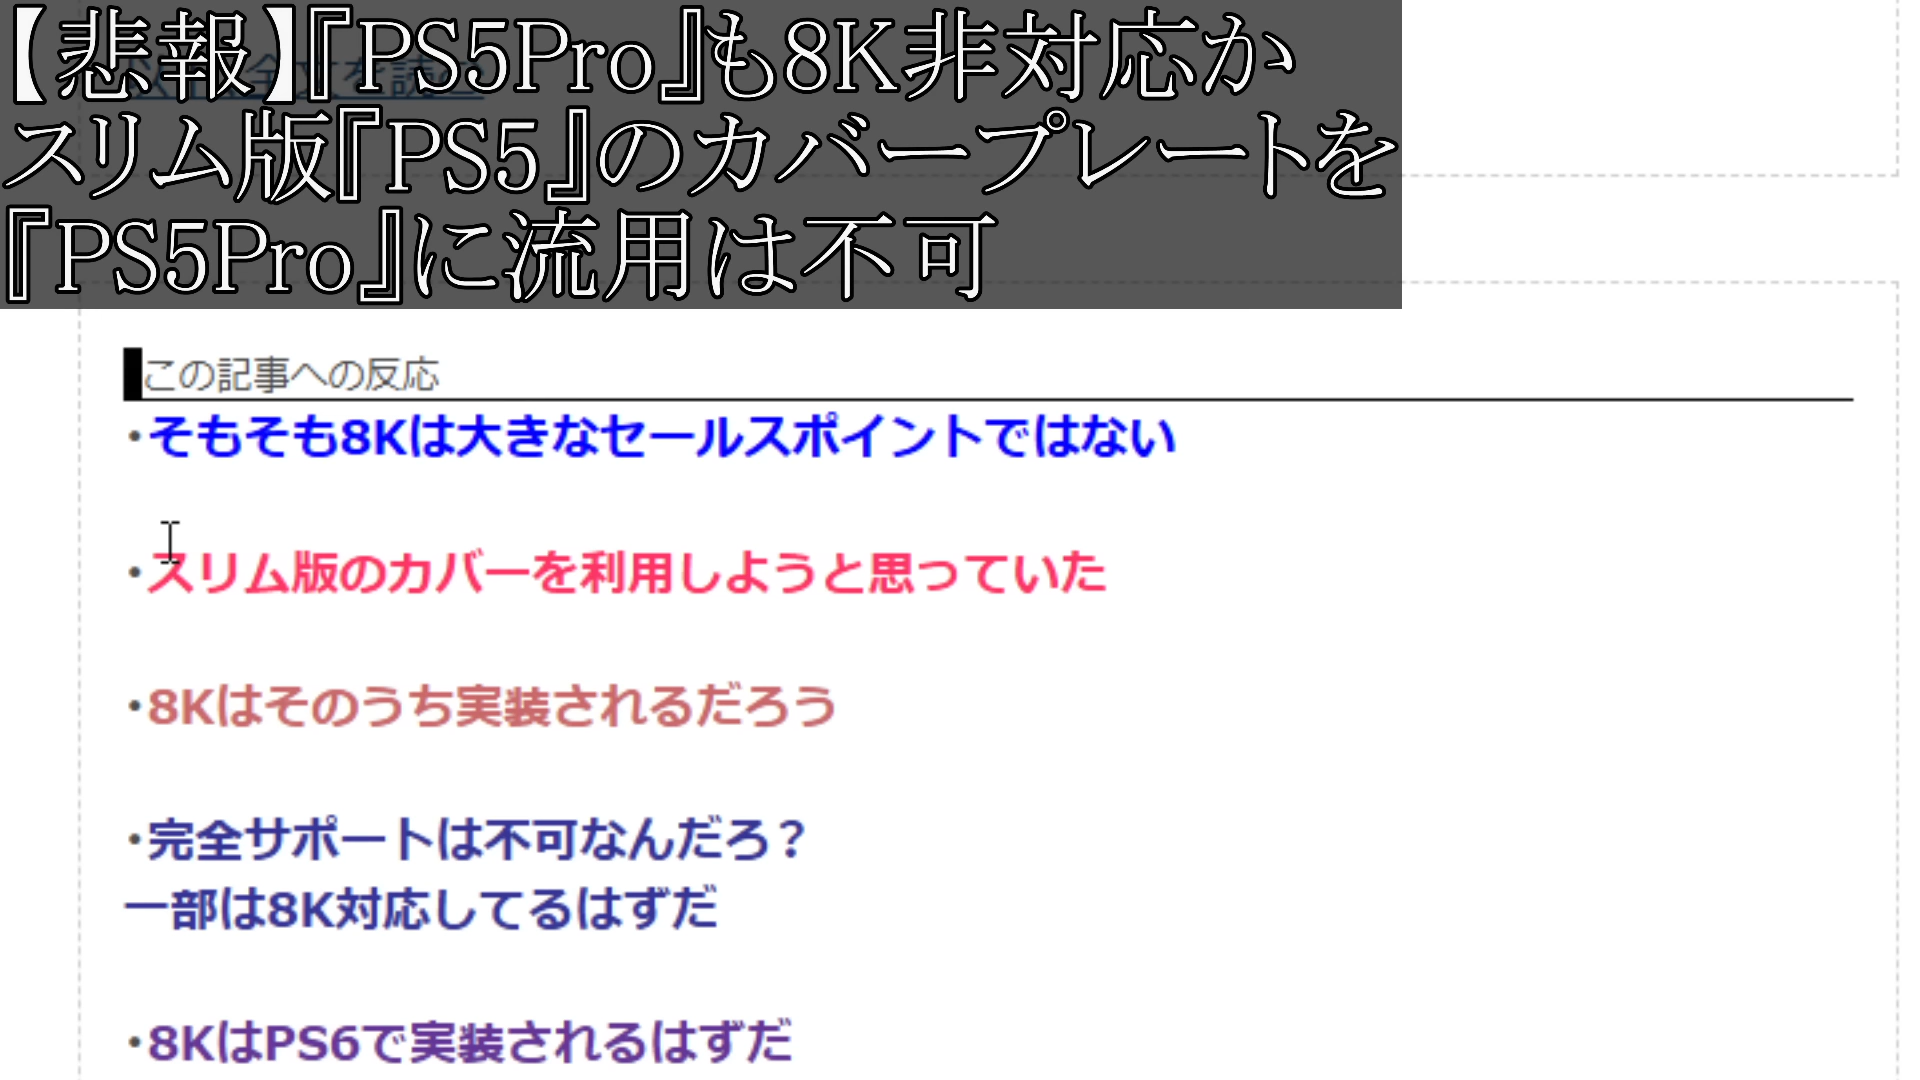 【悲報】『PS5Pro』も8K非対応か
スリム版『PS5』のカバープレートを
『PS5Pro』に流用は不可
この記事への反応
・そもそも8Kは大きなセールスポイントではない
・スリム版のカバーを利用しようと思っていた
・8Kはそのうち実装されるだろう
・完全サポートは不可なんだろ？
一部は8K対応してるはずだ
・8KはPS6で実装されるはずだ